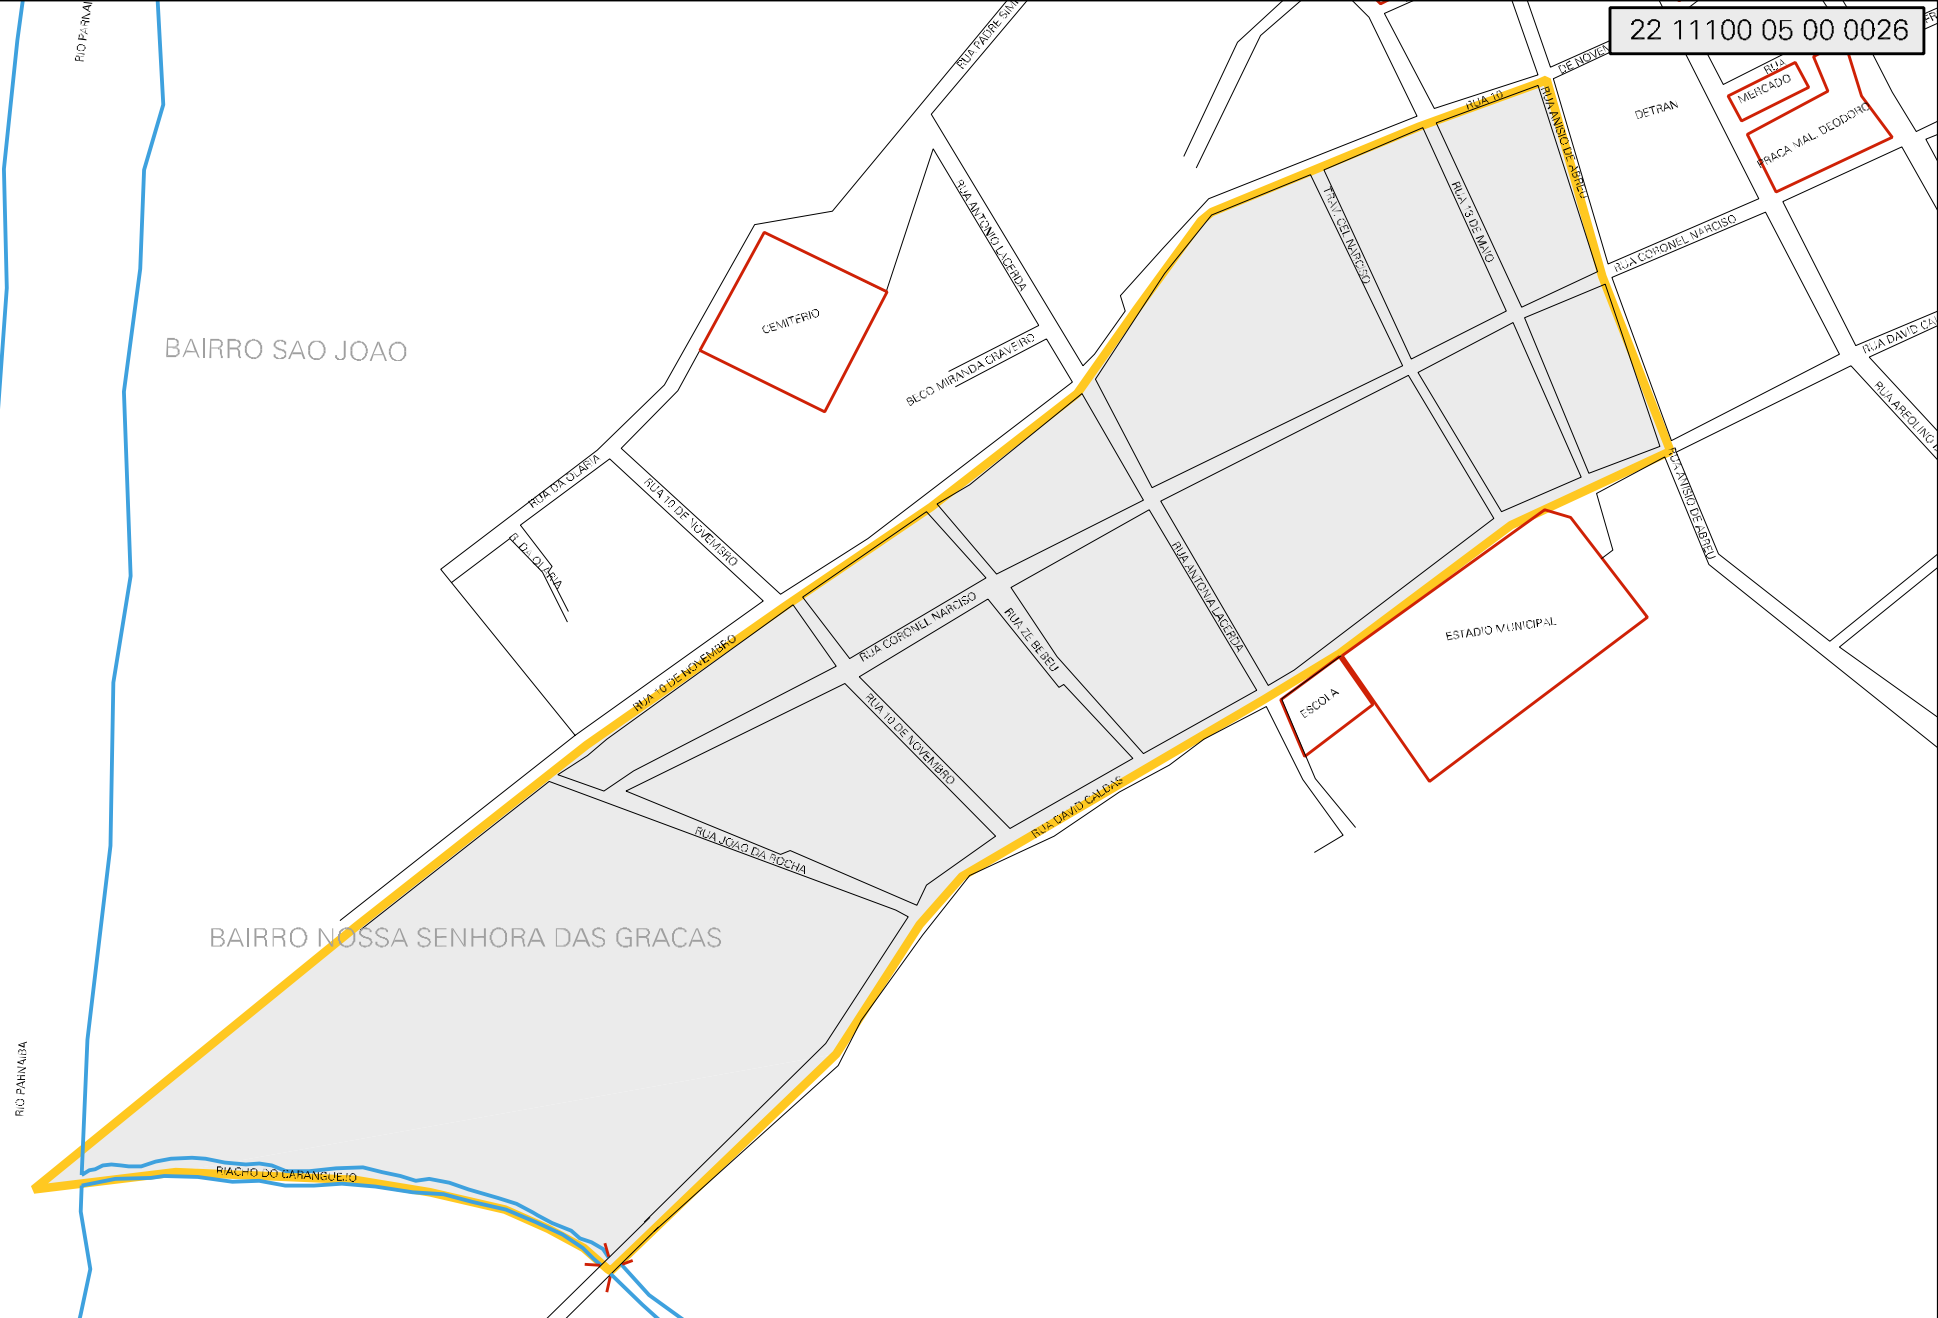 22 11100 05 00 0026
RUA PADRE
DE NOVEM
RUA
MERCADO
DETRAN
PRACA MAL. DEODORO
RUA 10
RUA ANISIO DE ABREU
RUA ANTONIO LACERDA
TRAV. CEL NARCISO
RUA 13 DE MAIO
RUA CORONEL NARCISO
CEMITERIO
BAIRRO SAO JOAO
BECO MIRANDA CRAVEIRO
RUA DAVID CAL
RUA AREOLINO
RUA DA OLARIA
RUA 10 DE NOVEMBRO
R. DA OLARIA
RUA ANISIO DE ABREU
RUA ANTONIA LACERDA
RUA CORONEL NARCISO
RUA ZE BEBEU
ESTADIO MUNICIPAL
RUA 10 DE NOVEMBRO
ESCOLA
RUA 10 DE NOVEMBRO
RUA DAVID CALDAS
RUA JOAO DA ROCHA
BAIRRO NOSSA SENHORA DAS GRACAS
RIO PARNAIBA
RIACHO DO CARANGUEJO
RIO PARNAI